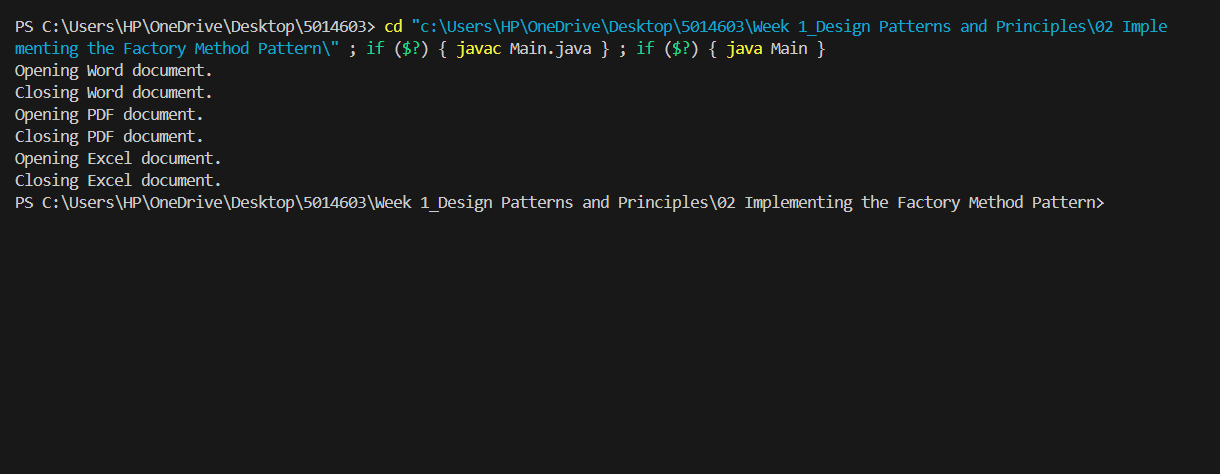 PS C:\Users\HP\OneDrive\Desktop\5014603> cd "c:\Users\HP\OneDrive\Desktop\5014603\Week 1_Design Patterns and Principles\02 Imple
menting the Factory Method Pattern\" ; if ($?) { javac Main.java } ; if ($?) { java Main }
Opening Word document.
Closing Word document.
Opening PDF document.
Closing PDF document.
Opening Excel document.
Closing Excel document.
PS C:\Users\HP\OneDrive\Desktop\5014603\Week 1_Design Patterns and Principles\02 Implementing the Factory Method Pattern>